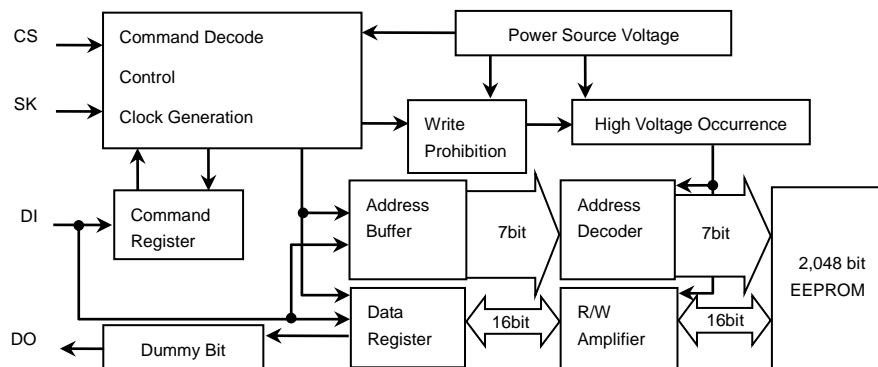 CS
Command Decode
Power Source Voltage
Control
SK
Clock Generation
Write
Prohibition
High Voltage Occurrence
DI
Command
Register
Address
Buffer
7bit
Address
Decoder
7bit
2,048 bit
EEPROM
Data
Register
16bit
R/W
Amplifier
16bit
DO
Dummy Bit